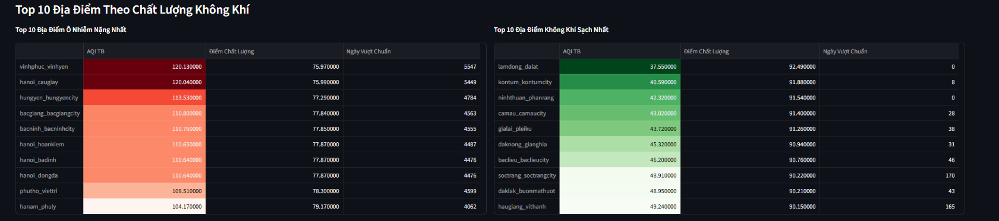 Top 10 Địa Điểm Theo Chất Lượng Không Khí
Top 10 Địa Điểm Ô Nhiễm Nặng Nhất
AQI TB Điểm Chất Lượng Ngày Vượt Chuẩn
vinhphuc_vinhyen 120.130000 75.970000 5547
hanoi_caugiay 120.040000 75.990000 5449
hungyen_hungyencity 113.530000 77.290000 4784
bacgiang_bacgiangcity 110.800000 77.840000 4563
bacninh_bacninhcity 110.760000 77.850000 4555
hanoi_hoankiem 110.650000 77.870000 4487
hanoi_badinh 110.640000 77.870000 4476
hanoi_dongda 110.640000 77.870000 4476
phutho_viettri 108.510000 78.300000 4599
hanam_phuly 104.170000 79.170000 4062
Top 10 Địa Điểm Không Khí Sạch Nhất
AQI TB Điểm Chất Lượng Ngày Vượt Chuẩn
lamdong_dalat 37.550000 92.490000 0
kontum_kontumcity 40.590000 91.880000 8
ninhthuan_phanrang 42.320000 91.540000 0
camau_camaucity 43.020000 91.400000 28
gialai_pleiku 43.720000 91.260000 38
daknong_gianghia 45.320000 90.940000 31
baclieu_baclieucity 46.200000 90.760000 46
soctrang_soctrangcity 48.910000 90.220000 170
daklak_buonmathuot 48.950000 90.210000 43
haugiang_vithanh 49.240000 90.150000 165